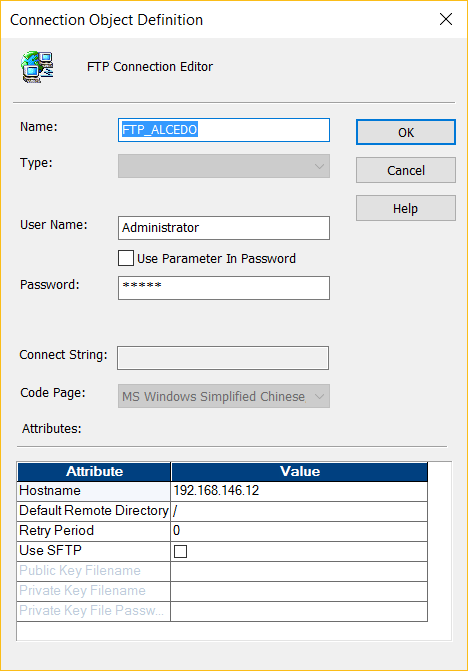 Connection Object Definition
FTP Connection Editor
Name: FTP_ALCEDO OK
Type: Cancel
Help
User Name: Administrator
Use Parameter In Password
Password: *****
Connect String:
Code Page: MS Windows Simplified Chinese
Attributes:
Attribute Value
Hostname 192.168.146.12
Default Remote Directory /
Retry Period 0
Use SFTP
Public Key Filename
Private Key Filename
Private Key File Passw...